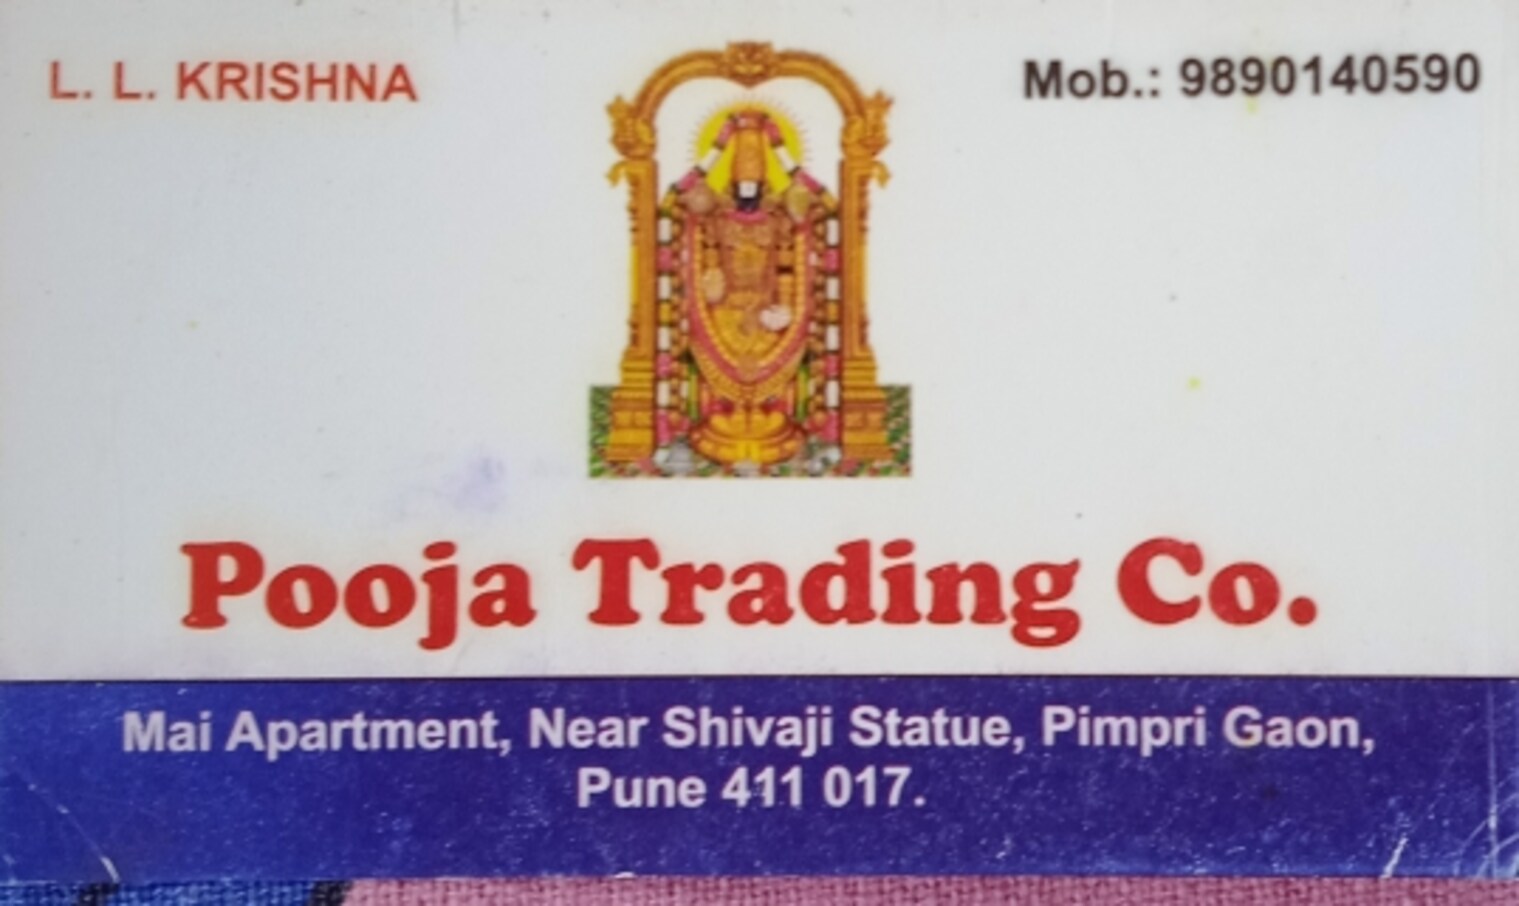 L. L. KRISHNA
Mob.: 9890140590
Pooja Trading Co.
Mai Apartment, Near Shivaji Statue, Pimpri Gaon,
Pune 411 017.